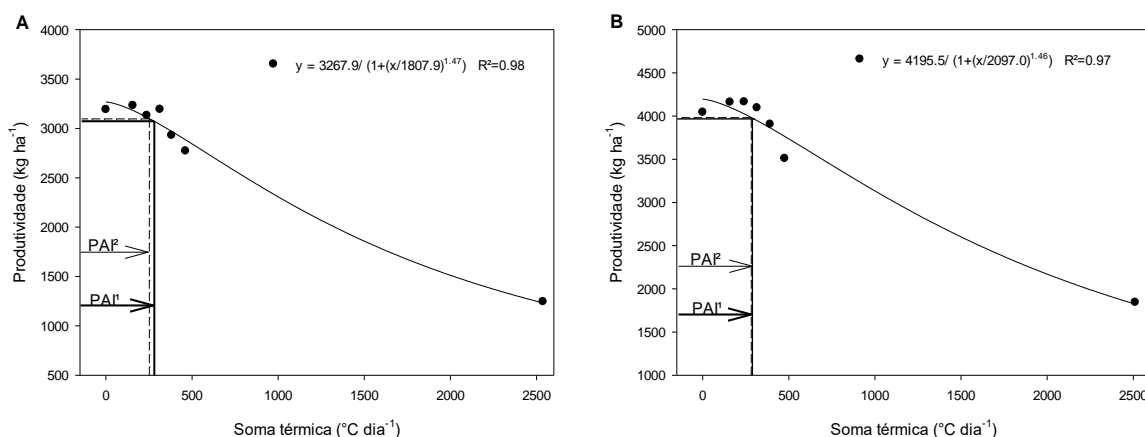 A
4000
3500
3000
2500
2000
1500
1000
500
Produtividade (kg ha⁻¹)
y = 3267.9/ (1+(x/1807.9)¹·⁴⁷) R²=0.98
PAI²
PAI¹
0 500 1000 1500 2000 2500
Soma térmica (°C dia⁻¹)
B
5000
4500
4000
3500
3000
2500
2000
1500
1000
Produtividade (kg ha⁻¹)
y = 4195.5/ (1+(x/2097.0)¹·⁴⁶) R²=0.97
PAI²
PAI¹
0 500 1000 1500 2000 2500
Soma térmica (°C dia⁻¹)